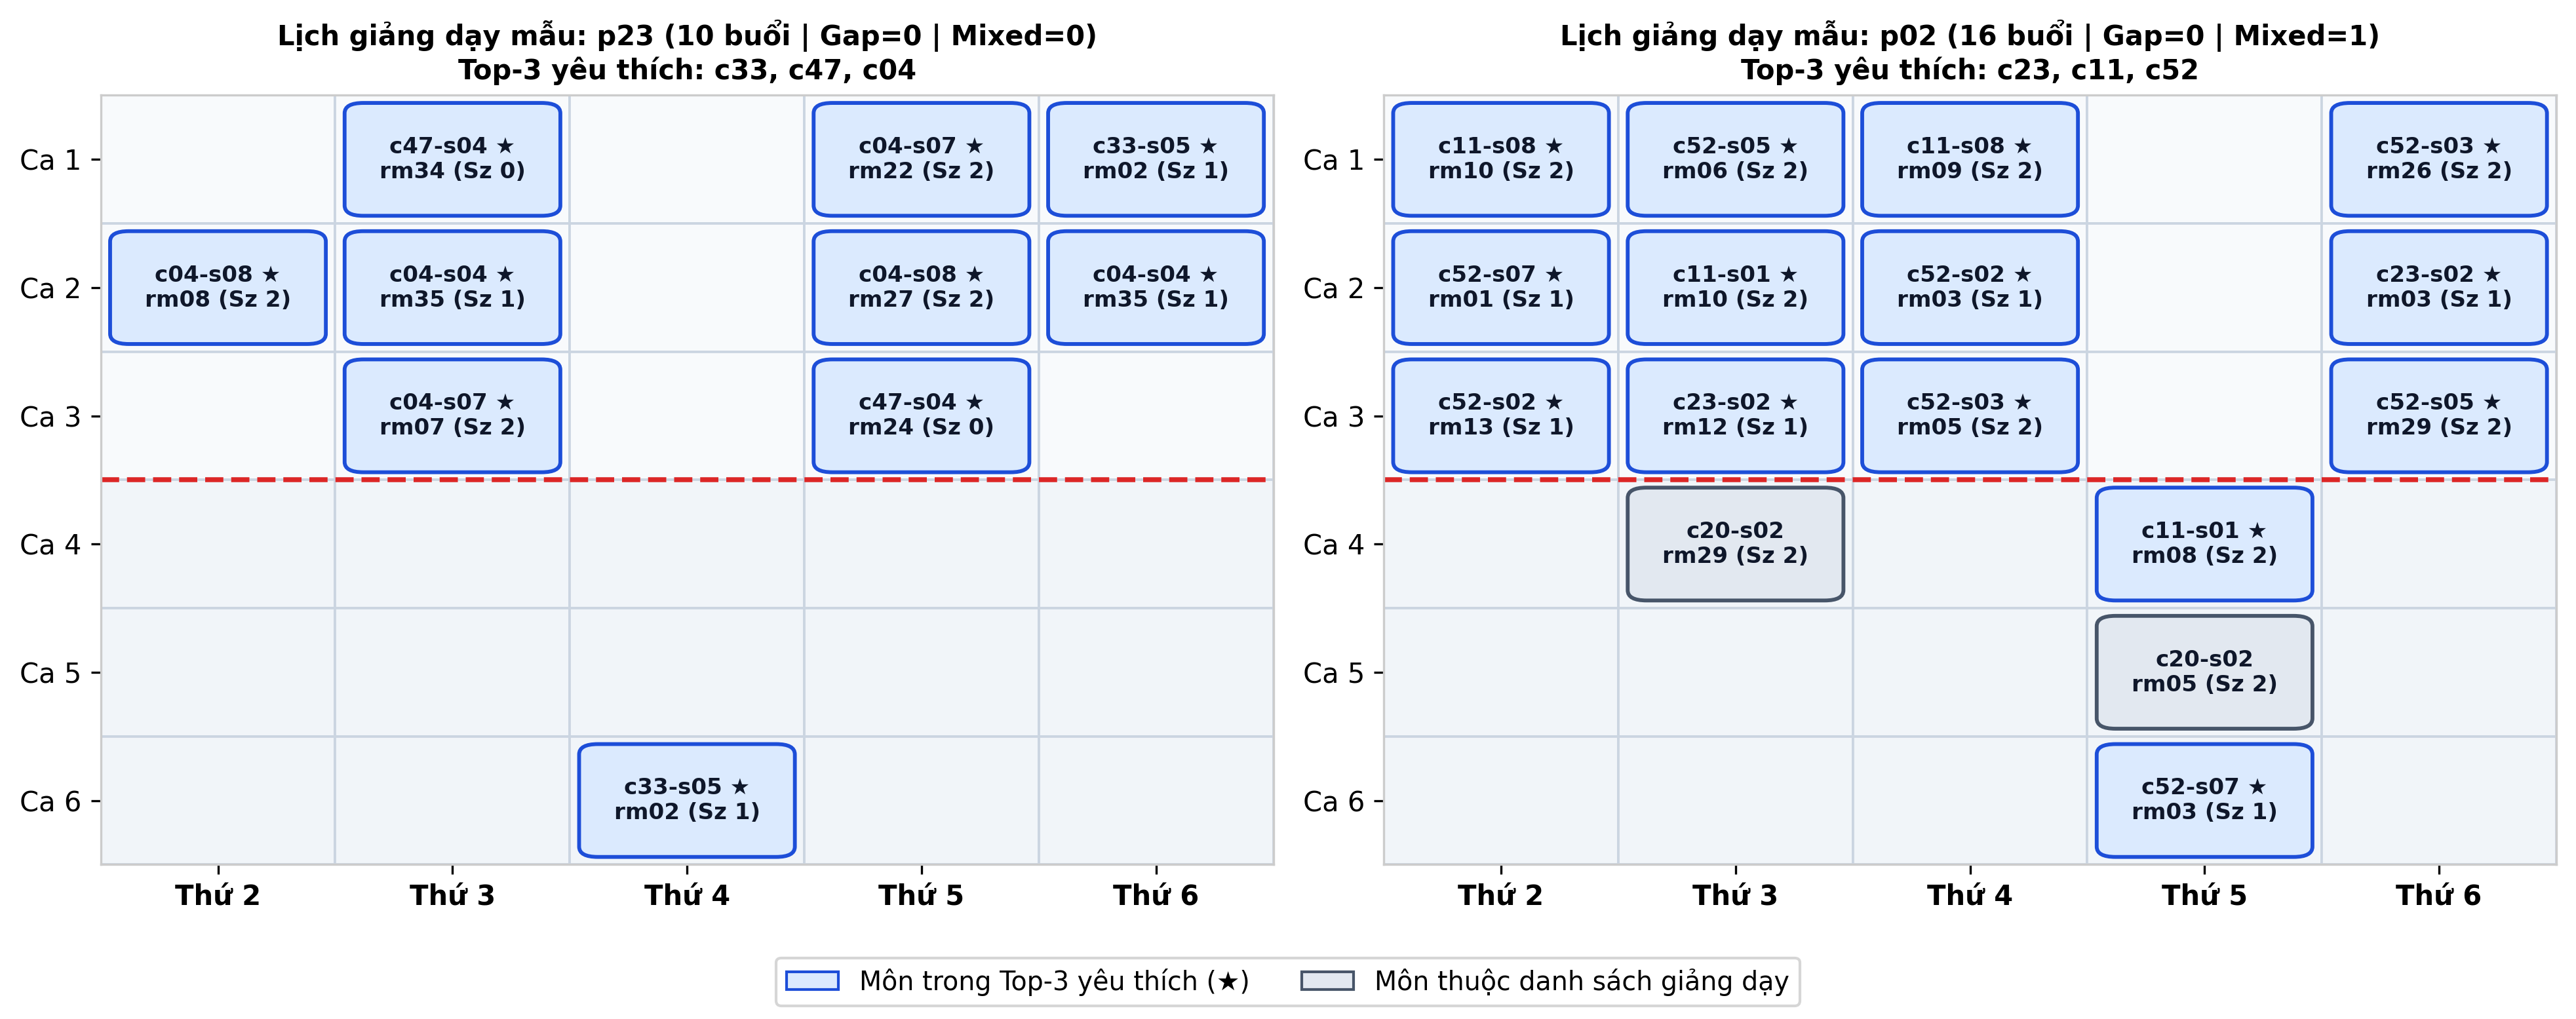 Lịch giảng dạy mẫu: p23 (10 buổi | Gap=0 | Mixed=0)
Top-3 yêu thích: c33, c47, c04
Ca 1
c47-s04 ★
rm34 (Sz 0)
c04-s07 ★
rm22 (Sz 2)
c33-s05 ★
rm02 (Sz 1)
Ca 2
c04-s08 ★
rm08 (Sz 2)
c04-s04 ★
rm35 (Sz 1)
c04-s08 ★
rm27 (Sz 2)
c04-s04 ★
rm35 (Sz 1)
Ca 3
c04-s07 ★
rm07 (Sz 2)
c47-s04 ★
rm24 (Sz 0)
Ca 4
Ca 5
Ca 6
c33-s05 ★
rm02 (Sz 1)
Thứ 2
Thứ 3
Thứ 4
Thứ 5
Thứ 6
Lịch giảng dạy mẫu: p02 (16 buổi | Gap=0 | Mixed=1)
Top-3 yêu thích: c23, c11, c52
Ca 1
c11-s08 ★
rm10 (Sz 2)
c52-s05 ★
rm06 (Sz 2)
c11-s08 ★
rm09 (Sz 2)
c52-s03 ★
rm26 (Sz 2)
Ca 2
c52-s07 ★
rm01 (Sz 1)
c11-s01 ★
rm10 (Sz 2)
c52-s02 ★
rm03 (Sz 1)
c23-s02 ★
rm03 (Sz 1)
Ca 3
c52-s02 ★
rm13 (Sz 1)
c23-s02 ★
rm12 (Sz 1)
c52-s03 ★
rm05 (Sz 2)
c52-s05 ★
rm29 (Sz 2)
Ca 4
c20-s02
rm29 (Sz 2)
c11-s01 ★
rm08 (Sz 2)
Ca 5
c20-s02
rm05 (Sz 2)
Ca 6
c52-s07 ★
rm03 (Sz 1)
Thứ 2
Thứ 3
Thứ 4
Thứ 5
Thứ 6
Môn trong Top-3 yêu thích (★)
Môn thuộc danh sách giảng dạy